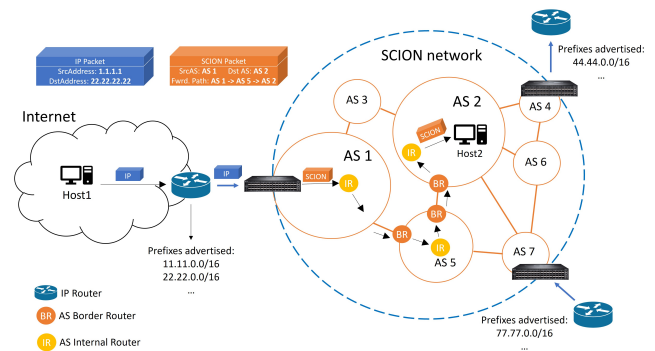 IP Packet
SrcAddress: 1.1.1.1
DstAddress: 22.22.22.22
SCION Packet
SrcAS: AS 1 Dst AS: AS 2
Fwrd. Path: AS 1 -> AS 5 -> AS 2
SCION network
Prefixes advertised:
44.44.0.0/16
...
Internet
AS 3
AS 2
AS 4
SCION
IR
Host2
AS 1
AS 6
Host1
IP
IP
SCION
IR
BR
BR
BR
IR
AS 5
AS 7
Prefixes advertised:
11.11.0.0/16
22.22.0.0/16
...
IP Router
BR
AS Border Router
IR
AS Internal Router
Prefixes advertised:
77.77.0.0/16
...